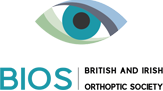 BIOS
BRITISH AND IRISH
ORTHOPTIC SOCIETY